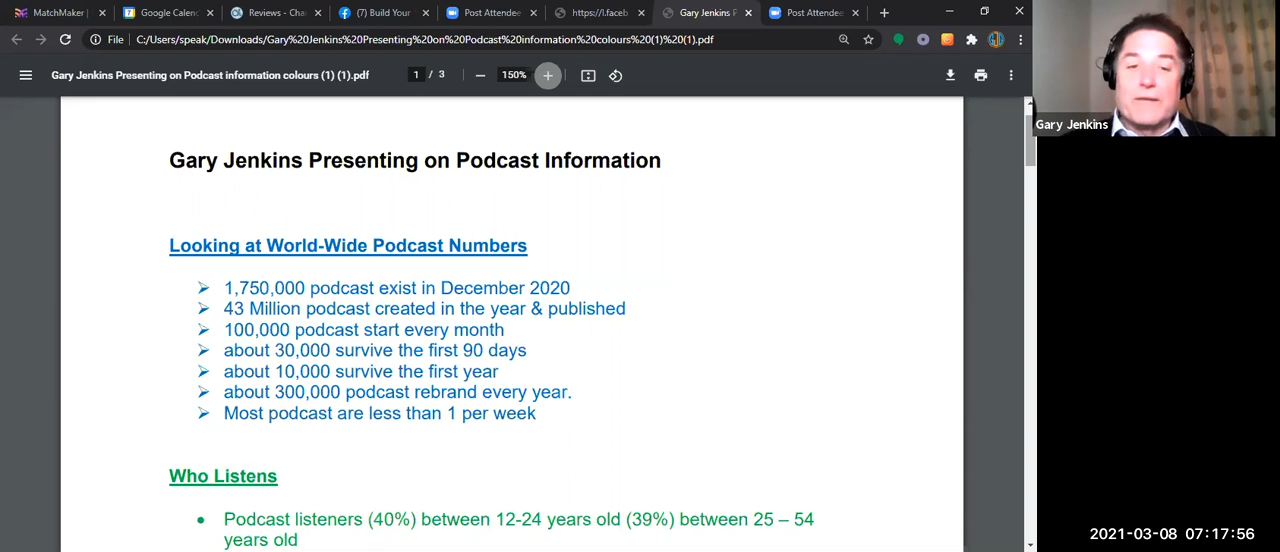 MatchMaker |
Google Calen
Reviews - Cha
(7) Build Your
Post Attende
https://l.faceb
Gary Jenkins P
Post Attende
File
C:/Users/speak/Downloads/Gary%20Jenkins%20Presenting%20on%20Podcast%20information%20colours%20(1)%20(1).pdf
Gary Jenkins Presenting on Podcast information colours (1) (1).pdf
1 / 3
150%
Gary Jenkins
Gary Jenkins Presenting on Podcast Information
Looking at World-Wide Podcast Numbers
➢ 1,750,000 podcast exist in December 2020
➢ 43 Million podcast created in the year & published
➢ 100,000 podcast start every month
➢ about 30,000 survive the first 90 days
➢ about 10,000 survive the first year
➢ about 300,000 podcast rebrand every year.
➢ Most podcast are less than 1 per week
Who Listens
• Podcast listeners (40%) between 12-24 years old (39%) between 25 – 54
years old
2021-03-08 07:17:56